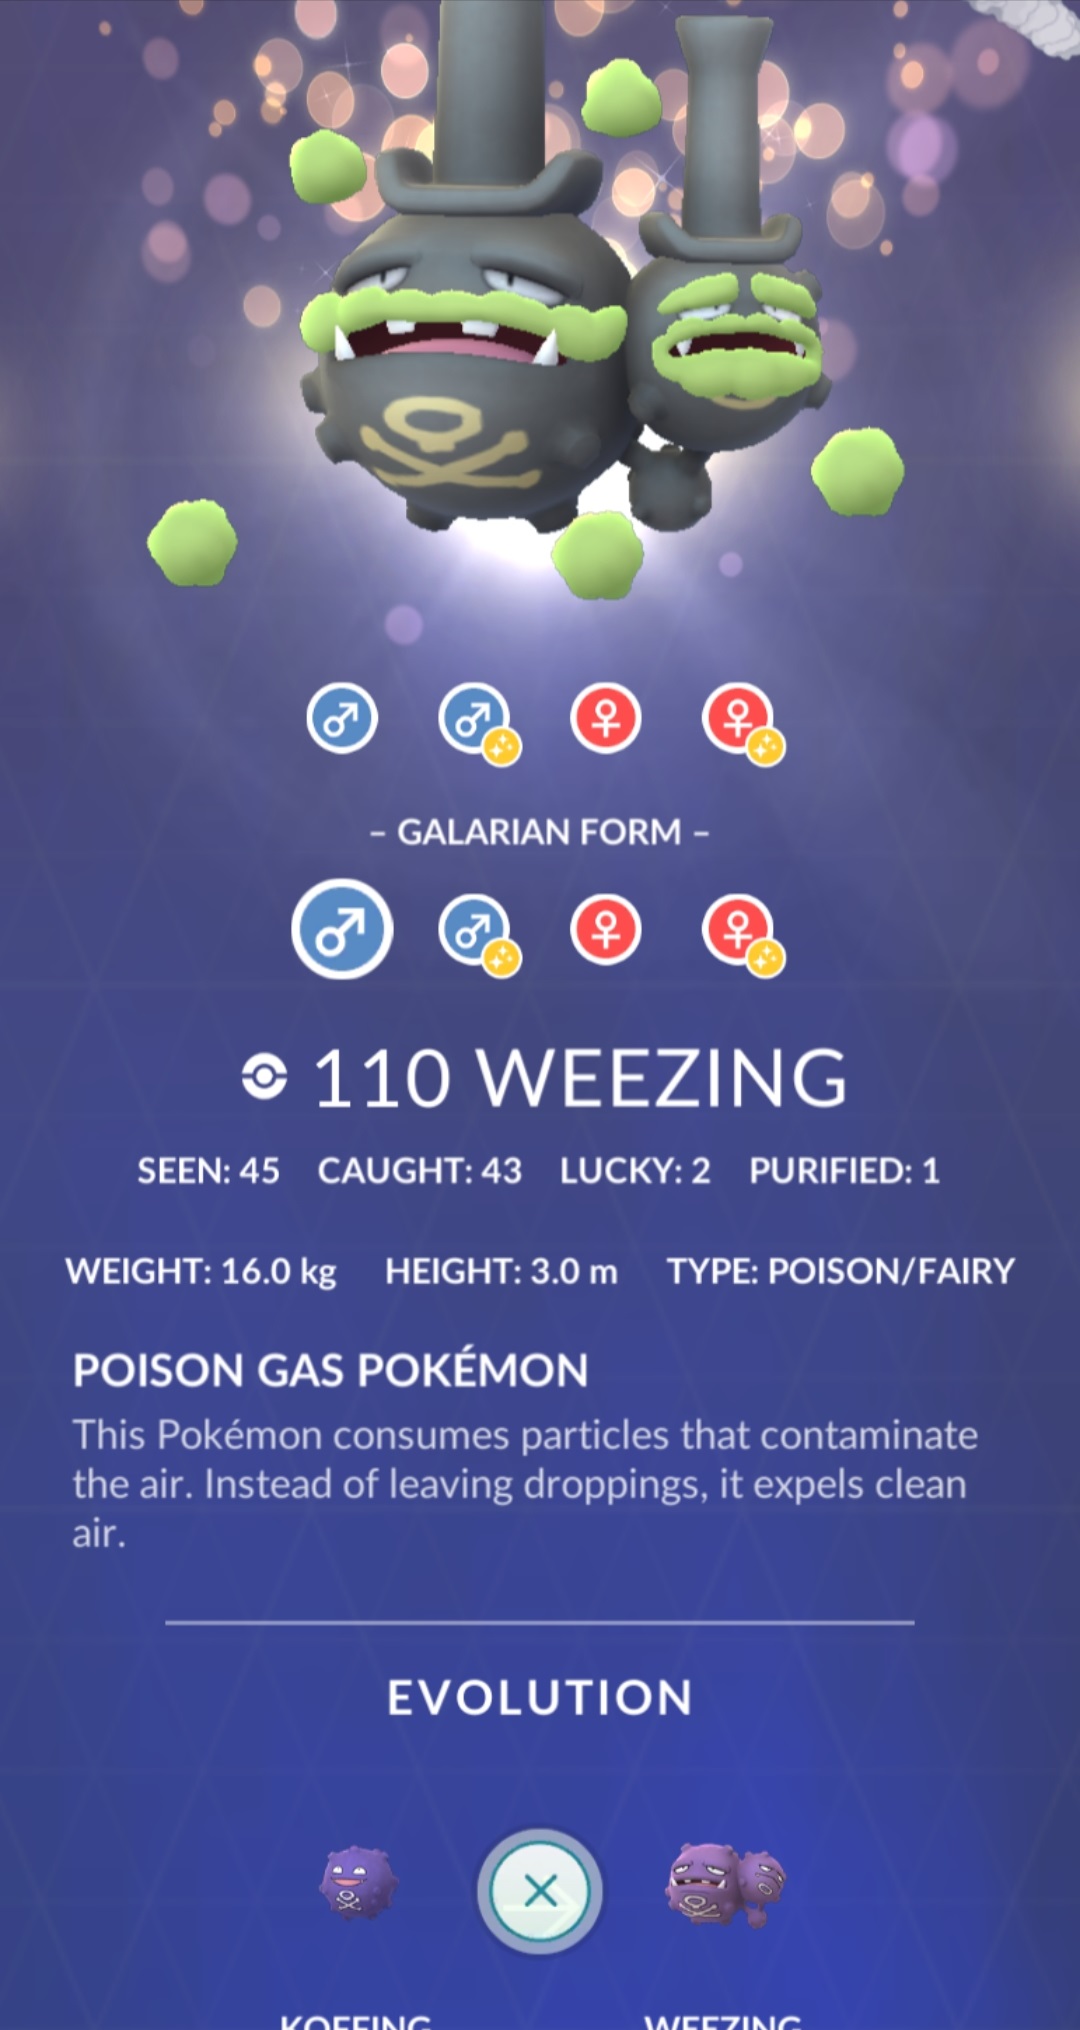 – GALARIAN FORM –
110 WEEZING
SEEN: 45 CAUGHT: 43 LUCKY: 2 PURIFIED: 1
WEIGHT: 16.0 kg HEIGHT: 3.0 m TYPE: POISON/FAIRY
POISON GAS POKÉMON
This Pokémon consumes particles that contaminate
the air. Instead of leaving droppings, it expels clean
air.
EVOLUTION
KOFFING WEEZING